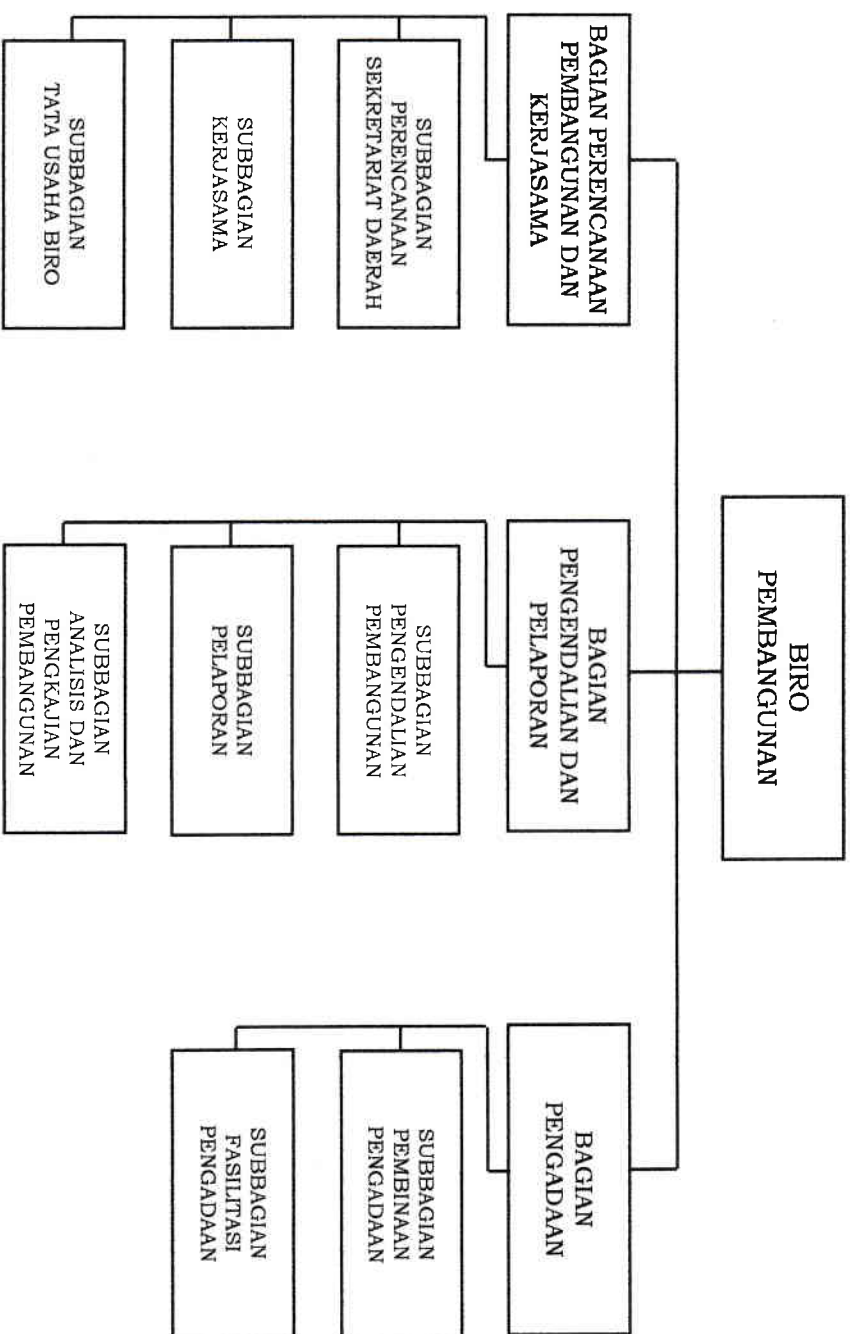 BIRO
PEMBANGUNAN
BAGIAN PERENCANAAN
PEMBANGUNAN DAN
KERJASAMA
SUBBAGIAN
PERENCANAAN
SEKRETARIAT DAERAH
SUBBAGIAN
KERJASAMA
SUBBAGIAN
TATA USAHA BIRO
BAGIAN
PENGENDALIAN DAN
PELAPORAN
SUBBAGIAN
PENGENDALIAN
PEMBANGUNAN
SUBBAGIAN
PELAPORAN
SUBBAGIAN
ANALISIS DAN
PENGKAJIAN
PEMBANGUNAN
BAGIAN
PENGADAAN
SUBBAGIAN
PEMBINAAN
PENGADAAN
SUBBAGIAN
FASILITASI
PENGADAAN